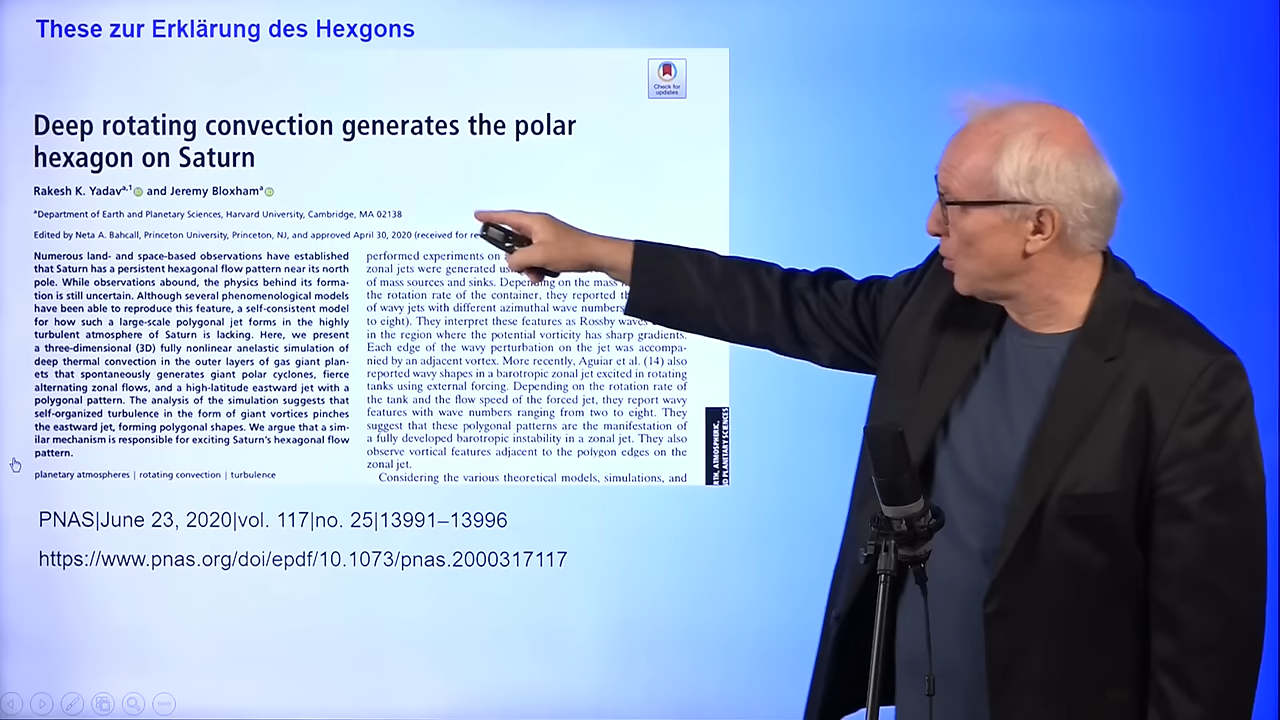 These zur Erklärung des Hexgons
Check for
updates
Deep rotating convection generates the polar
hexagon on Saturn
Rakesh K. Yadava,1 and Jeremy Bloxhama
aDepartment of Earth and Planetary Sciences, Harvard University, Cambridge, MA 02138
Edited by Neta A. Bahcall, Princeton University, Princeton, NJ, and approved April 30, 2020 (received for
Numerous land- and space-based observations have established
that Saturn has a persistent hexagonal flow pattern near its north
pole. While observations abound, the physics behind its forma-
tion is still uncertain. Although several phenomenological models
have been able to reproduce this feature, a self-consistent model
for how such a large-scale polygonal jet forms in the highly
turbulent atmosphere of Saturn is lacking. Here, we present
a three-dimensional (3D) fully nonlinear anelastic simulation of
deep thermal convection in the outer layers of gas giant plan-
ets that spontaneously generates giant polar cyclones, fierce
alternating zonal flows, and a high-latitude eastward jet with a
polygonal pattern. The analysis of the simulation suggests that
self-organized turbulence in the form of giant vortices pinches
the eastward jet, forming polygonal shapes. We argue that a sim-
ilar mechanism is responsible for exciting Saturn's hexagonal flow
pattern.
planetary atmospheres | rotating convection | turbulence
performed experiments on
zonal jets were generated
of mass sources and sinks. Depending on the mass
the rotation rate of the container, they reported
of wavy jets with different azimuthal wave numbers
to eight). They interpret these features as Rossby waves
in the region where the potential vorticity has sharp gradients.
Each edge of the wavy perturbation on the jet was accompa-
nied by an adjacent vortex. More recently, Aguiar et al. (14) also
reported wavy shapes in a barotropic zonal jet excited in rotating
tanks using external forcing. Depending on the rotation rate of
the tank and the flow speed of the forced jet, they report wavy
features with wave numbers ranging from two to eight. They
suggest that these polygonal patterns are the manifestation of
a fully developed barotropic instability in a zonal jet. They also
observe vortical features adjacent to the polygon edges on the
zonal jet.
Considering the various theoretical models, simulations, and
ATMOSPHERIC,
PLANETARY SCIENCES
PNAS|June 23, 2020|vol. 117|no. 25|13991–13996
https://www.pnas.org/doi/epdf/10.1073/pnas.2000317117